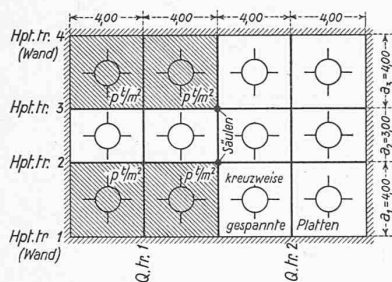 4,00 4,00 4,00 4,00
Hpt.tr. 4
(Wand)
p t/m² p t/m²
a₃=4,00
Hpt.tr. 3
"Säulen"
a₂=3,00
Hpt.tr. 2
p t/m² p t/m²
kreuzweise
gespannte Platten
a₁=4,00
Hpt.tr. 1
(Wand)
Q.tr. 1
Q.tr. 2